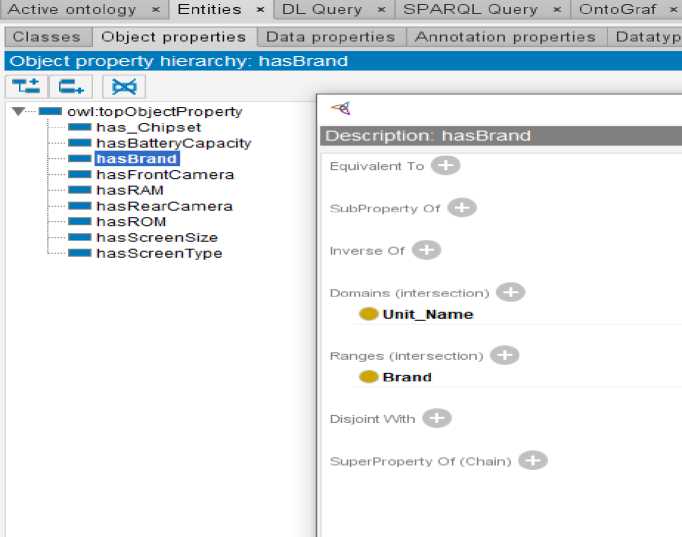 Active ontology × Entities × DL Query × SPARQL Query × OntoGraf ×
Classes Object properties Data properties Annotation properties Datatyp
Object property hierarchy: hasBrand
owl:topObjectProperty
has_Chipset
hasBatteryCapacity
hasBrand
hasFrontCamera
hasRAM
hasRearCamera
hasROM
hasScreenSize
hasScreenType
Description: hasBrand
Equivalent To
SubProperty Of
Inverse Of
Domains (intersection)
Unit_Name
Ranges (intersection)
Brand
Disjoint With
SuperProperty Of (Chain)